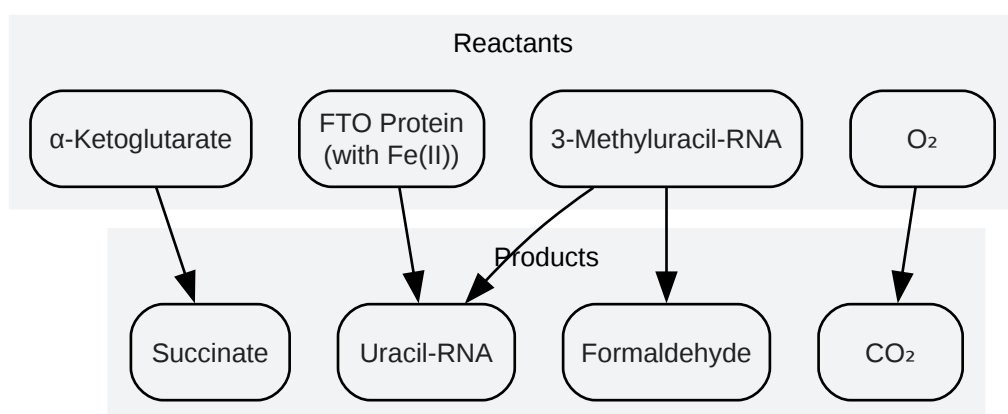 Reactants
α-Ketoglutarate
FTO Protein
(with Fe(II))
3-Methyluracil-RNA
O₂
Products
Succinate
Uracil-RNA
Formaldehyde
CO₂